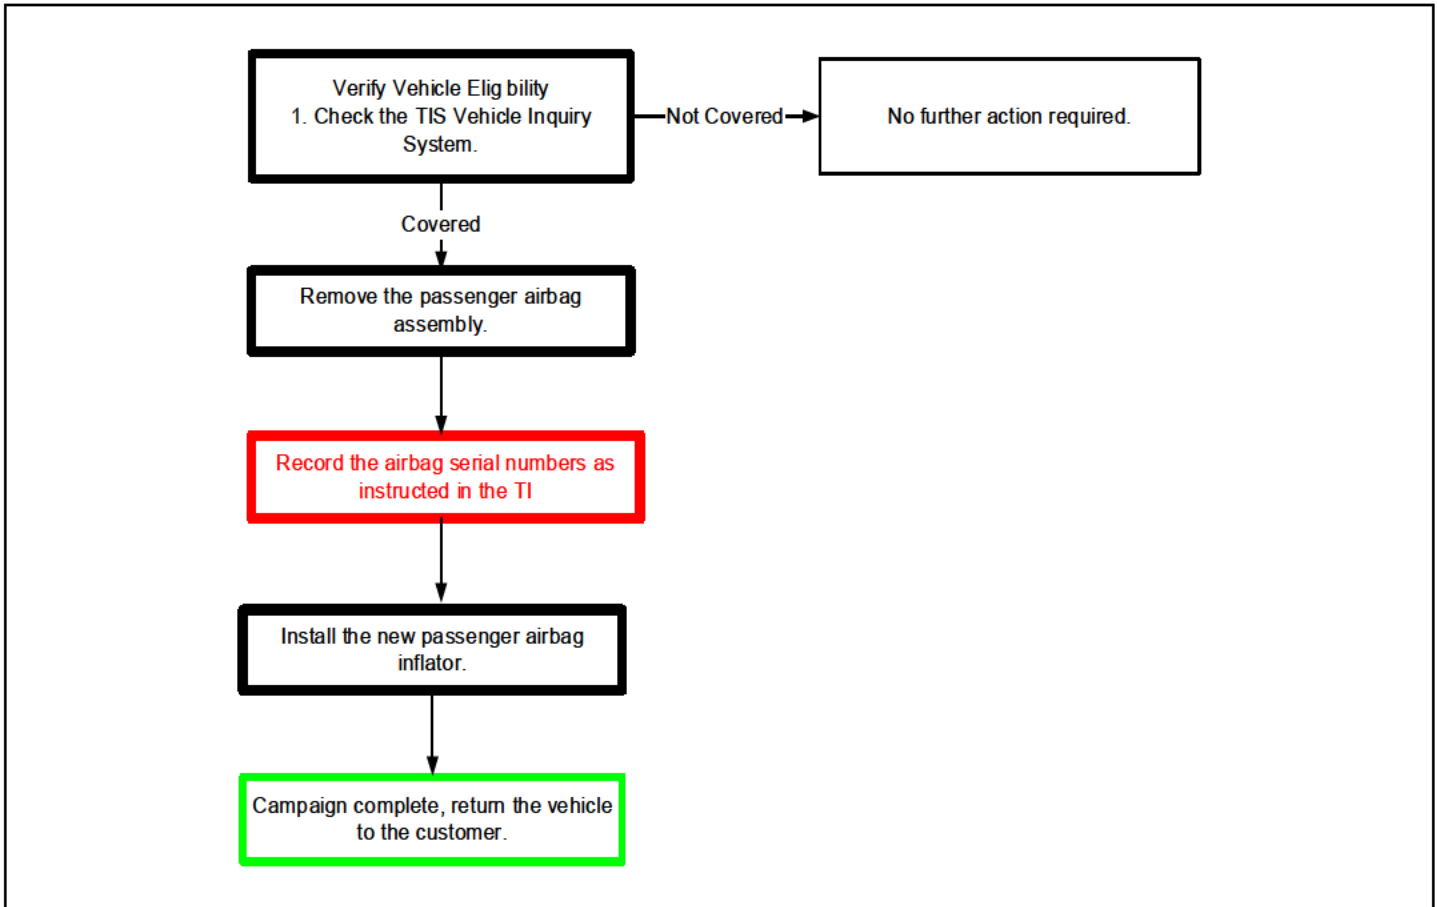 Verify Vehicle Elig bility
1. Check the TIS Vehicle Inquiry
System.
Not Covered
No further action required.
Covered
Remove the passenger airbag
assembly.
Record the airbag serial numbers as
instructed in the TI
Install the new passenger airbag
inflator.
Campaign complete, return the vehicle
to the customer.